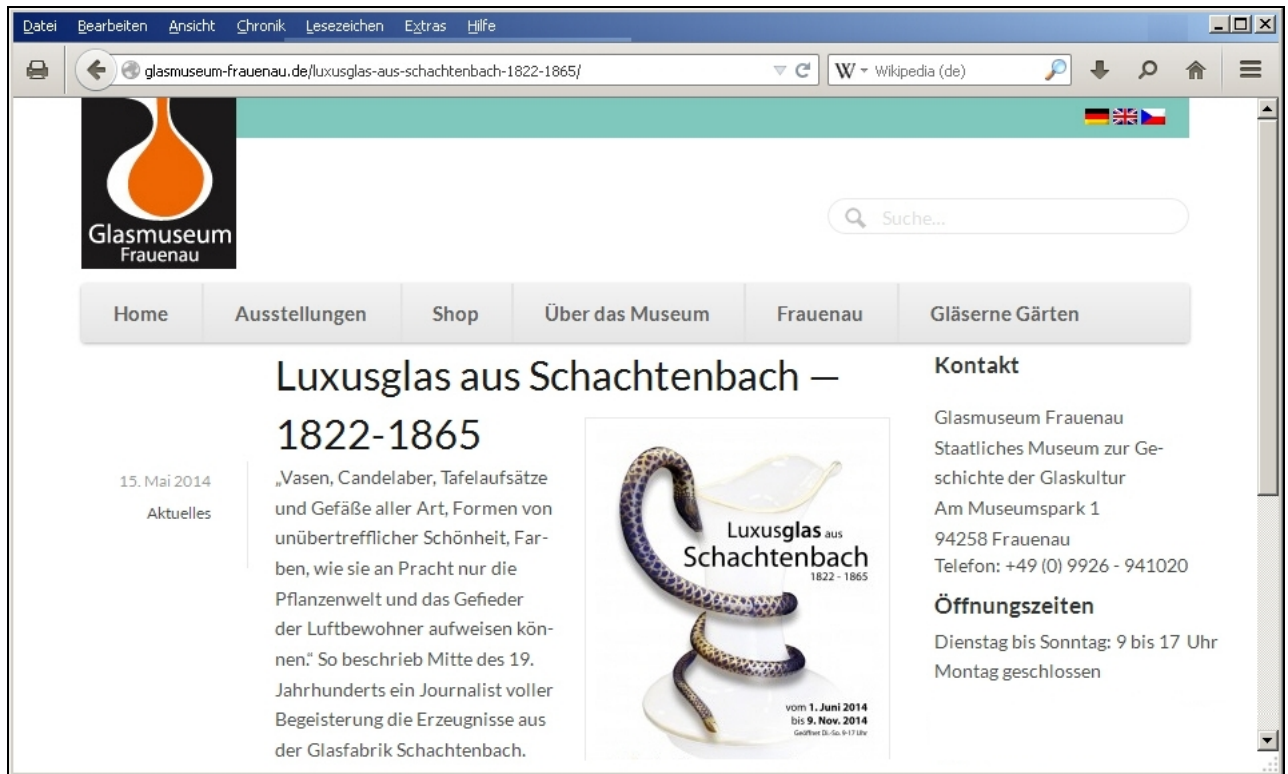 Datei Bearbeiten Ansicht Chronik Lesezeichen Extras Hilfe
glasmuseum-frauenau.de/luxusglas-aus-schachtenbach-1822-1865/
W Wikipedia (de)
Glasmuseum
Frauenau
Suche...
Home Ausstellungen Shop Über das Museum Frauenau Gläserne Gärten
Luxusglas aus Schachtenbach —
1822-1865
15. Mai 2014
Aktuelles
„Vasen, Candelaber, Tafelaufsätze
und Gefäße aller Art, Formen von
unübertrefflicher Schönheit, Far-
ben, wie sie an Pracht nur die
Pflanzenwelt und das Gefieder
der Luftbewohner aufweisen kön-
nen.“ So beschrieb Mitte des 19.
Jahrhunderts ein Journalist voller
Begeisterung die Erzeugnisse aus
der Glasfabrik Schachtenbach.
Luxusglas aus
Schachtenbach
1822 - 1865
vom 1. Juni 2014
bis 9. Nov. 2014
Geöffnet Di.-So. 9-17 Uhr
Kontakt
Glasmuseum Frauenau
Staatliches Museum zur Ge-
schichte der Glaskultur
Am Museumspark 1
94258 Frauenau
Telefon: +49 (0) 9926 - 941020
Öffnungszeiten
Dienstag bis Sonntag: 9 bis 17 Uhr
Montag geschlossen